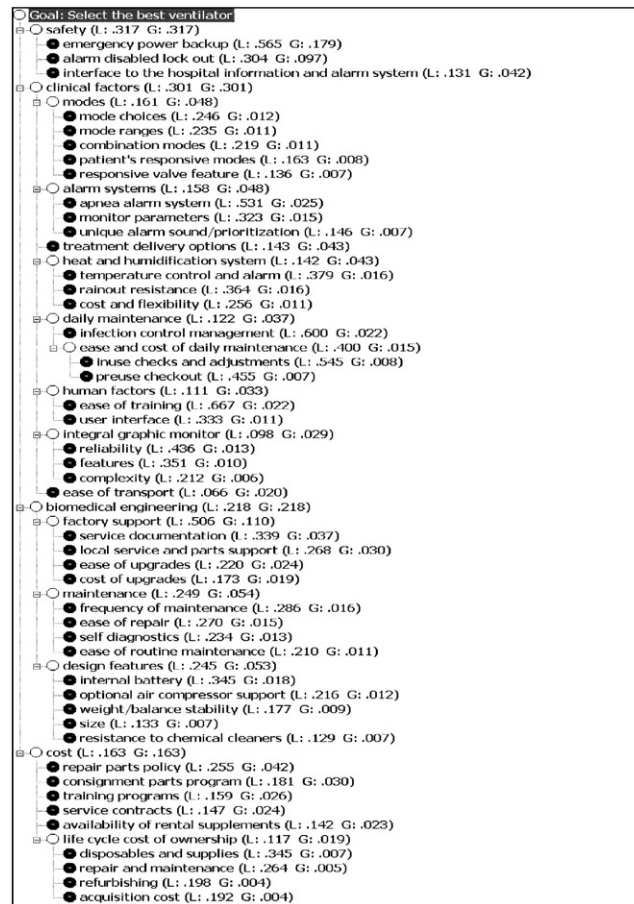 Goal: Select the best ventilator
safety (L: .317 G: .317)
emergency power backup (L: .565 G: .179)
alarm disabled lock out (L: .304 G: .097)
interface to the hospital information and alarm system (L: .131 G: .042)
clinical factors (L: .301 G: .301)
modes (L: .161 G: .048)
mode choices (L: .246 G: .012)
mode ranges (L: .235 G: .011)
combination modes (L: .219 G: .011)
patient's responsive modes (L: .163 G: .008)
responsive valve feature (L: .136 G: .007)
alarm systems (L: .158 G: .048)
apnea alarm system (L: .531 G: .025)
monitor parameters (L: .323 G: .015)
unique alarm sound/prioritization (L: .146 G: .007)
treatment delivery options (L: .143 G: .043)
heat and humidification system (L: .142 G: .043)
temperature control and alarm (L: .379 G: .016)
rainout resistance (L: .364 G: .016)
cost and flexibility (L: .256 G: .011)
daily maintenance (L: .122 G: .037)
infection control management (L: .600 G: .022)
ease and cost of daily maintenance (L: .400 G: .015)
inuse checks and adjustments (L: .545 G: .008)
preuse checkout (L: .455 G: .007)
human factors (L: .111 G: .033)
ease of training (L: .667 G: .022)
user interface (L: .333 G: .011)
integral graphic monitor (L: .098 G: .029)
reliability (L: .436 G: .013)
features (L: .351 G: .010)
complexity (L: .212 G: .006)
ease of transport (L: .066 G: .020)
biomedical engineering (L: .218 G: .218)
factory support (L: .506 G: .110)
service documentation (L: .339 G: .037)
local service and parts support (L: .268 G: .030)
ease of upgrades (L: .220 G: .024)
cost of upgrades (L: .173 G: .019)
maintenance (L: .249 G: .054)
frequency of maintenance (L: .286 G: .016)
ease of repair (L: .270 G: .015)
self diagnostics (L: .234 G: .013)
ease of routine maintenance (L: .210 G: .011)
design features (L: .245 G: .053)
internal battery (L: .345 G: .018)
optional air compressor support (L: .216 G: .012)
weight/balance stability (L: .177 G: .009)
size (L: .133 G: .007)
resistance to chemical cleaners (L: .129 G: .007)
cost (L: .163 G: .163)
repair parts policy (L: .255 G: .042)
consignment parts program (L: .181 G: .030)
training programs (L: .159 G: .026)
service contracts (L: .147 G: .024)
availability of rental supplements (L: .142 G: .023)
life cycle cost of ownership (L: .117 G: .019)
disposables and supplies (L: .345 G: .007)
repair and maintenance (L: .264 G: .005)
refurbishing (L: .198 G: .004)
acquisition cost (L: .192 G: .004)